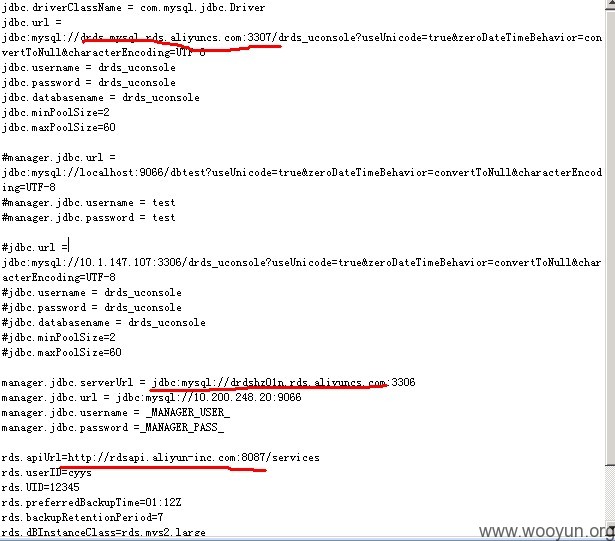 jdbc.driverClassName = com.mysql.jdbc.Driver
jdbc.url =
jdbc:mysql://drds.mysql.rds.aliyuncs.com:3307/drds_uconsole?useUnicode=true&zeroDateTimeBehavior=con
vertToNull&characterEncoding=UTF-8
jdbc.username = drds_uconsole
jdbc.password = drds_uconsole
jdbc.databasename = drds_uconsole
jdbc.minPoolSize=2
jdbc.maxPoolSize=60
#manager.jdbc.url =
jdbc:mysql://localhost:9066/dbtest?useUnicode=true&zeroDateTimeBehavior=convertToNull&characterEncod
ing=UTF-8
#manager.jdbc.username = test
#manager.jdbc.password = test
#jdbc.url =
jdbc:mysql://10.1.147.107:3306/drds_uconsole?useUnicode=true&zeroDateTimeBehavior=convertToNull&char
acterEncoding=UTF-8
#jdbc.username = drds_uconsole
#jdbc.password = drds_uconsole
#jdbc.databasename = drds_uconsole
#jdbc.minPoolSize=2
#jdbc.maxPoolSize=60
manager.jdbc.serverUrl = jdbc:mysql://drdshz01n.rds.aliyuncs.com:3306
manager.jdbc.url = jdbc:mysql://10.200.248.20:9066
manager.jdbc.username = _MANAGER_USER_
manager.jdbc.password =_MANAGER_PASS_
rds.apiUrl=http://rdsapi.aliyun-inc.com:8087/services
rds.userID=cyys
rds.UID=12345
rds.preferredBackupTime=01:12Z
rds.backupRetentionPeriod=7
rds.dBInstanceClass=rds.mys2.large
www.wooyun.org